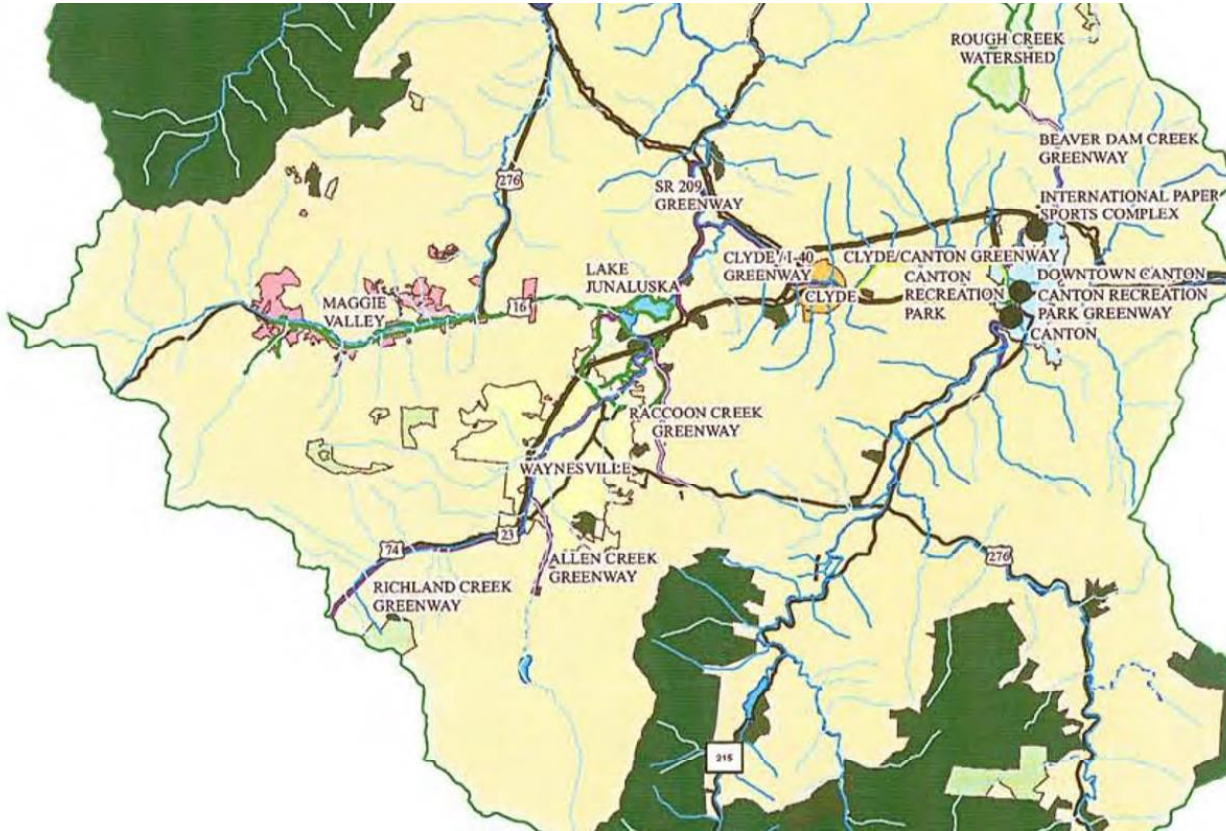 ROUGH CREEK
WATERSHED
BEAVER DAM CREEK
GREENWAY
276
SR 209
GREENWAY
INTERNATIONAL PAPER
SPORTS COMPLEX
CLYDE / I-40
GREENWAY
CLYDE/CANTON GREENWAY
LAKE
JUNALUSKA
CANTON
RECREATION
PARK
DOWNTOWN CANTON
CLYDE
CANTON RECREATION
PARK GREENWAY
MAGGIE
VALLEY
16
CANTON
RACCOON CREEK
GREENWAY
WAYNESVILLE
23
74
276
ALLEN CREEK
GREENWAY
RICHLAND CREEK
GREENWAY
215